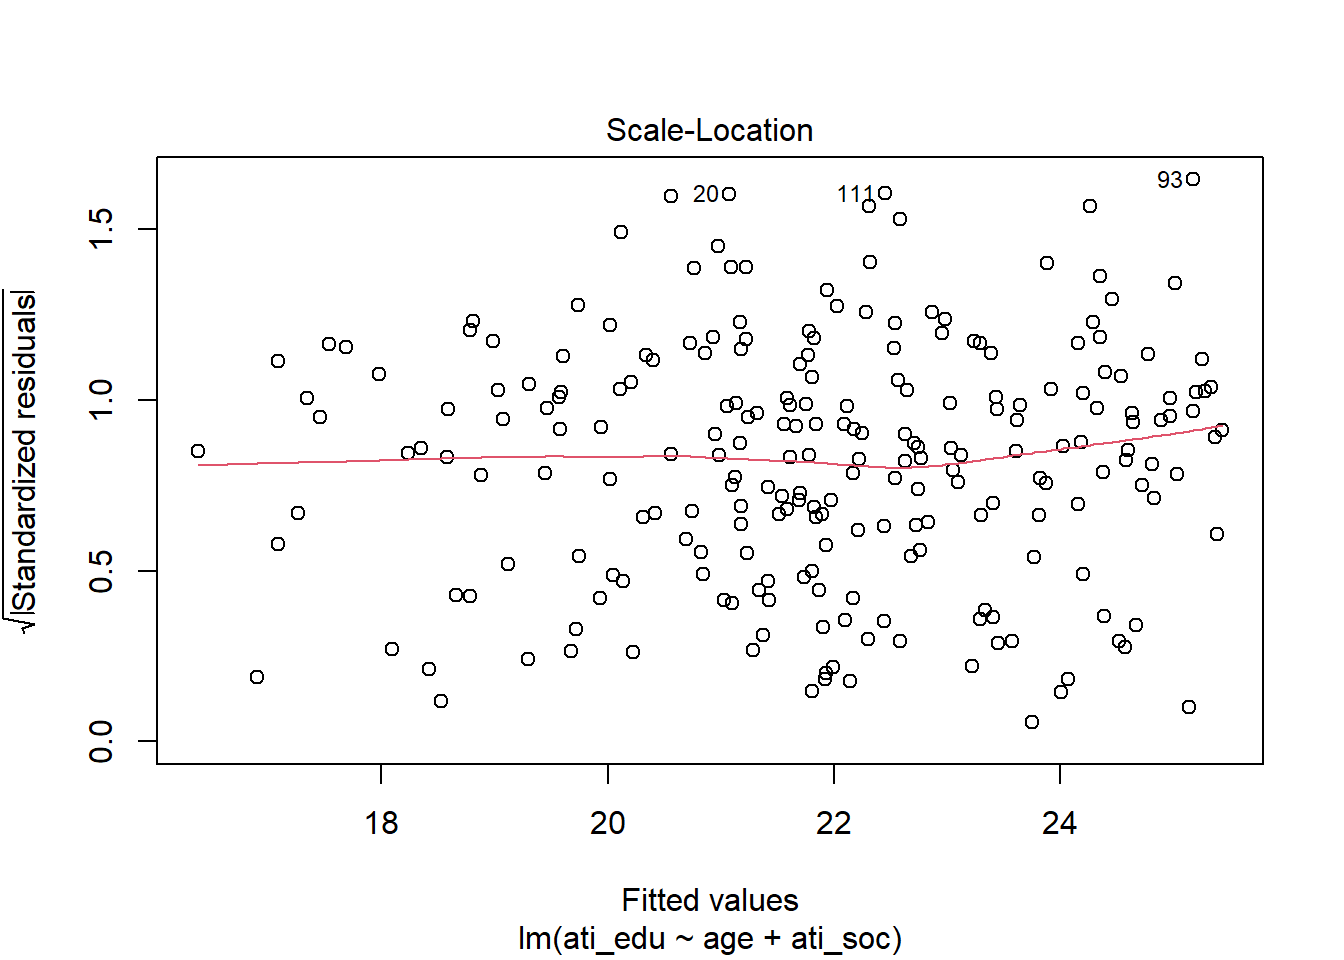 Scale-Location
√|Standardized residuals|
1.5
1.0
0.5
0.0
20
111
93
18
20
22
24
Fitted values
lm(ati_edu ~ age + ati_soc)